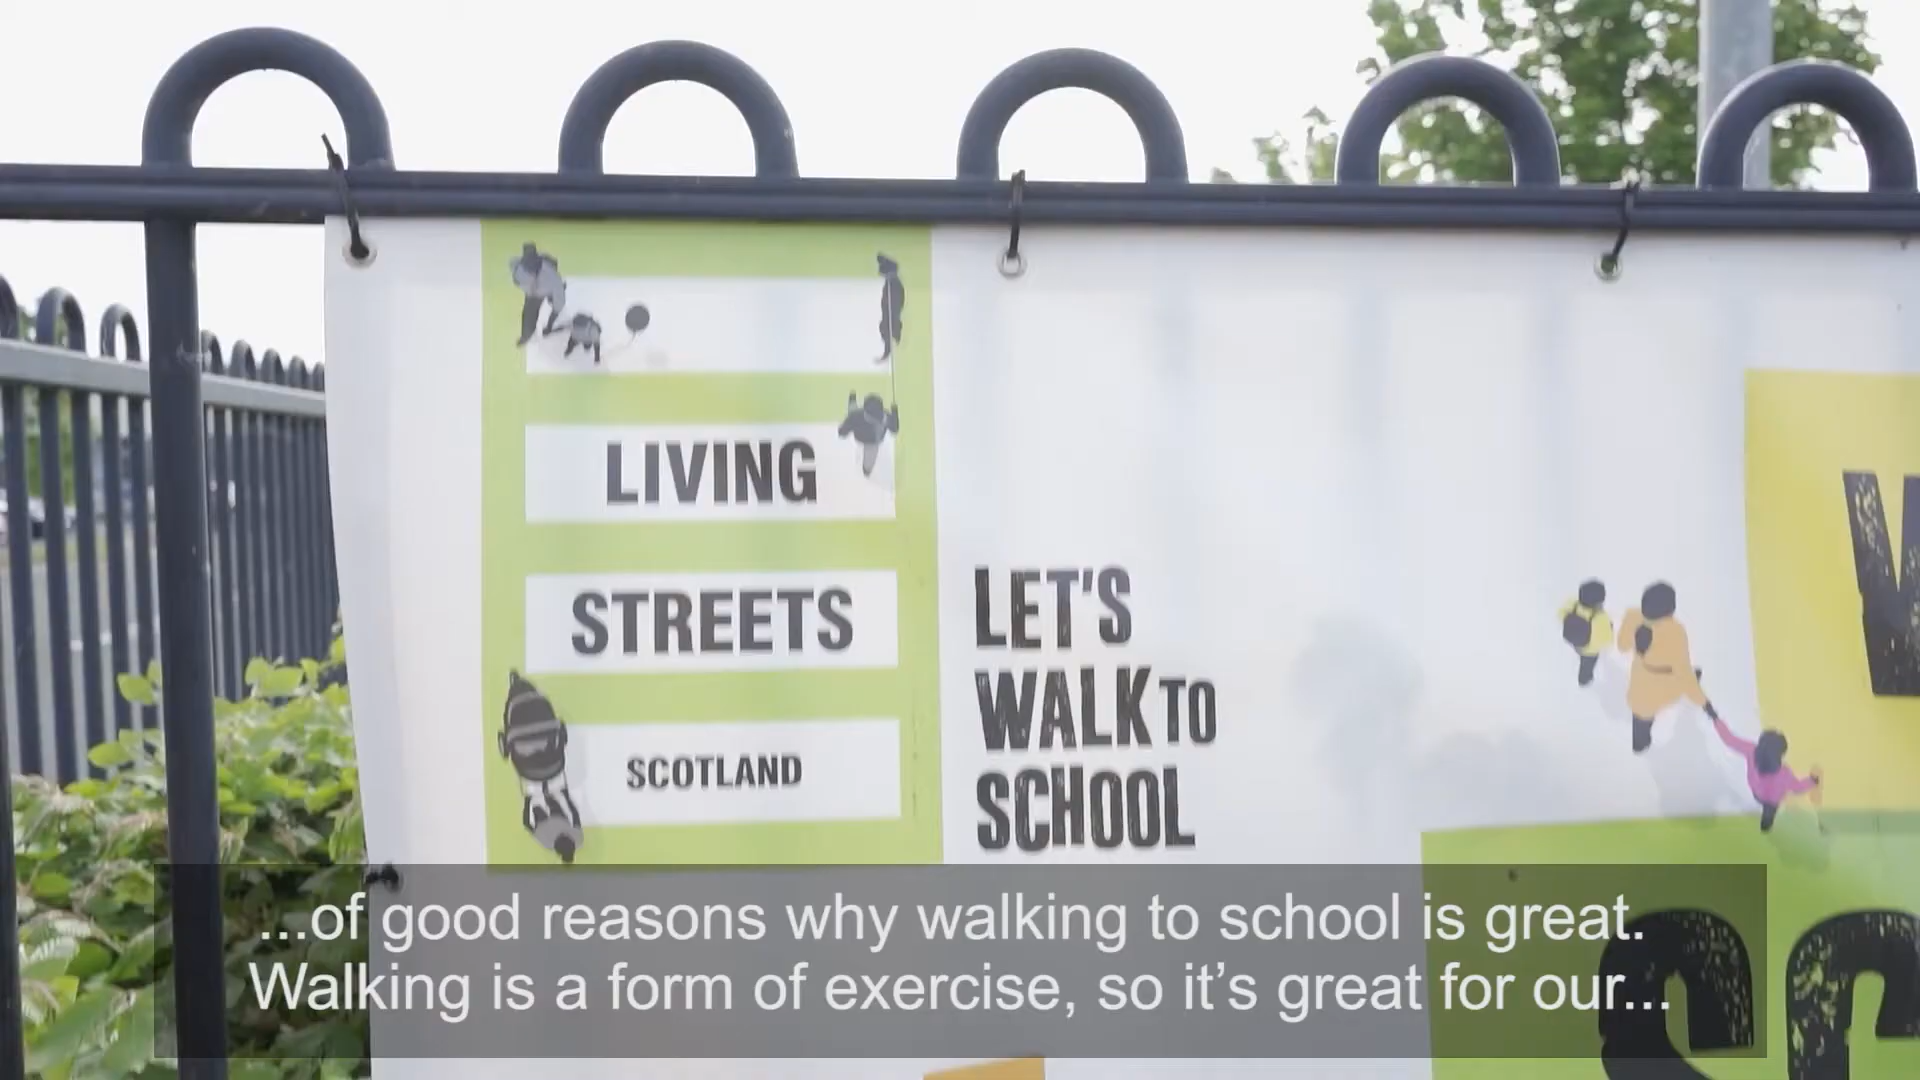 LIVING
STREETS
SCOTLAND
LET'S
WALK TO
SCHOOL
...of good reasons why walking to school is great.
Walking is a form of exercise, so it’s great for our...